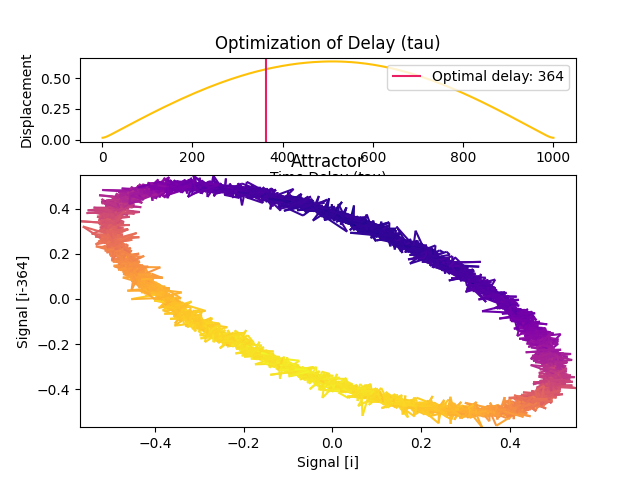 Optimization of Delay (tau)
Displacement
0.50
0.25
0.00
Optimal delay: 364
0 200 400 600 800 1000
Time Delay (tau)
Attractor
Signal [i-364]
0.4
0.2
0.0
−0.2
−0.4
−0.4 −0.2 0.0 0.2 0.4
Signal [i]